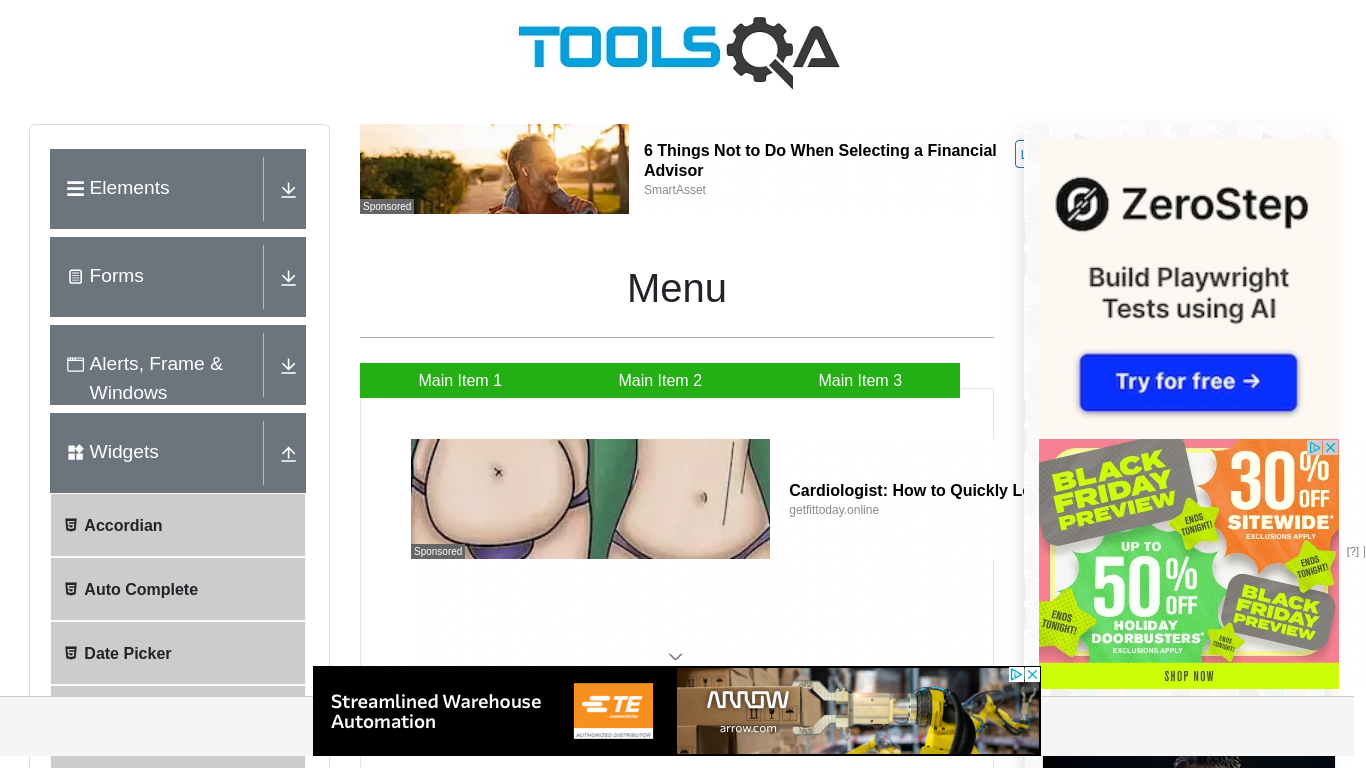 TOOLSQA
Elements
Forms
Alerts, Frame &
Windows
Widgets
Accordian
Auto Complete
Date Picker
6 Things Not to Do When Selecting a Financial
Advisor
SmartAsset
Sponsored
Menu
Main Item 1
Main Item 2
Main Item 3
Cardiologist: How to Quickly
getfittoday.online
Sponsored
ZeroStep
Build Playwright
Tests using AI
Try for free →
BLACK
FRIDAY
PREVIEW
ENDS
TONIGHT!
30%
OFF
SITEWIDE*
EXCLUSIONS APPLY
ENDS
TONIGHT!
UP TO
50%
OFF
HOLIDAY
DOORBUSTERS*
EXCLUSIONS APPLY
ENDS
TONIGHT!
BLACK
FRIDAY
PREVIEW
ENDS
TONIGHT!
SHOP NOW
[?]
Streamlined Warehouse
Automation
TE
connectivity
AUTHORIZED DISTRIBUTOR
ARROW
arrow.com